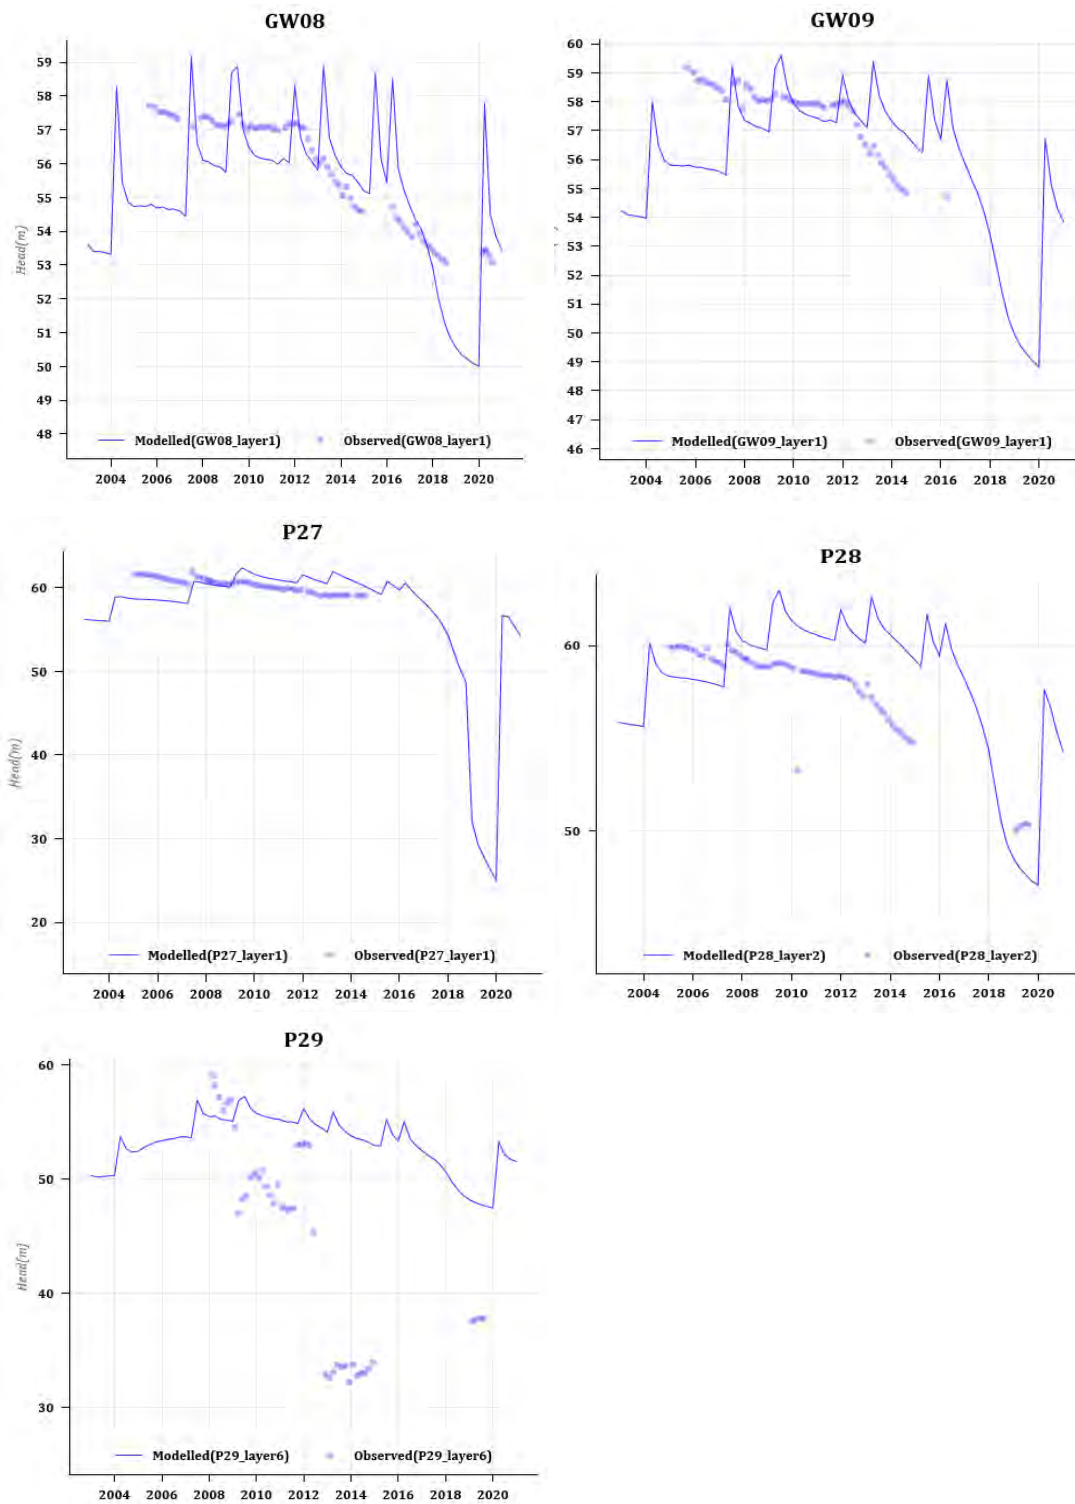 GW08
59
58
57
56
55
54
53
52
51
50
49
48
Head(m)
Modelled(GW08_layer1) Observed(GW08_layer1)
2004 2006 2008 2010 2012 2014 2016 2018 2020
GW09
60
59
58
57
56
55
54
53
52
51
50
49
48
47
46
Modelled(GW09_layer1) Observed(GW09_layer1)
2004 2006 2008 2010 2012 2014 2016 2018 2020
P27
60
50
40
30
20
Head(m)
Modelled(P27_layer1) Observed(P27_layer1)
2004 2006 2008 2010 2012 2014 2016 2018 2020
P28
60
50
Modelled(P28_layer2) Observed(P28_layer2)
2004 2006 2008 2010 2012 2014 2016 2018 2020
P29
60
50
40
30
Head(m)
Modelled(P29_layer6) Observed(P29_layer6)
2004 2006 2008 2010 2012 2014 2016 2018 2020